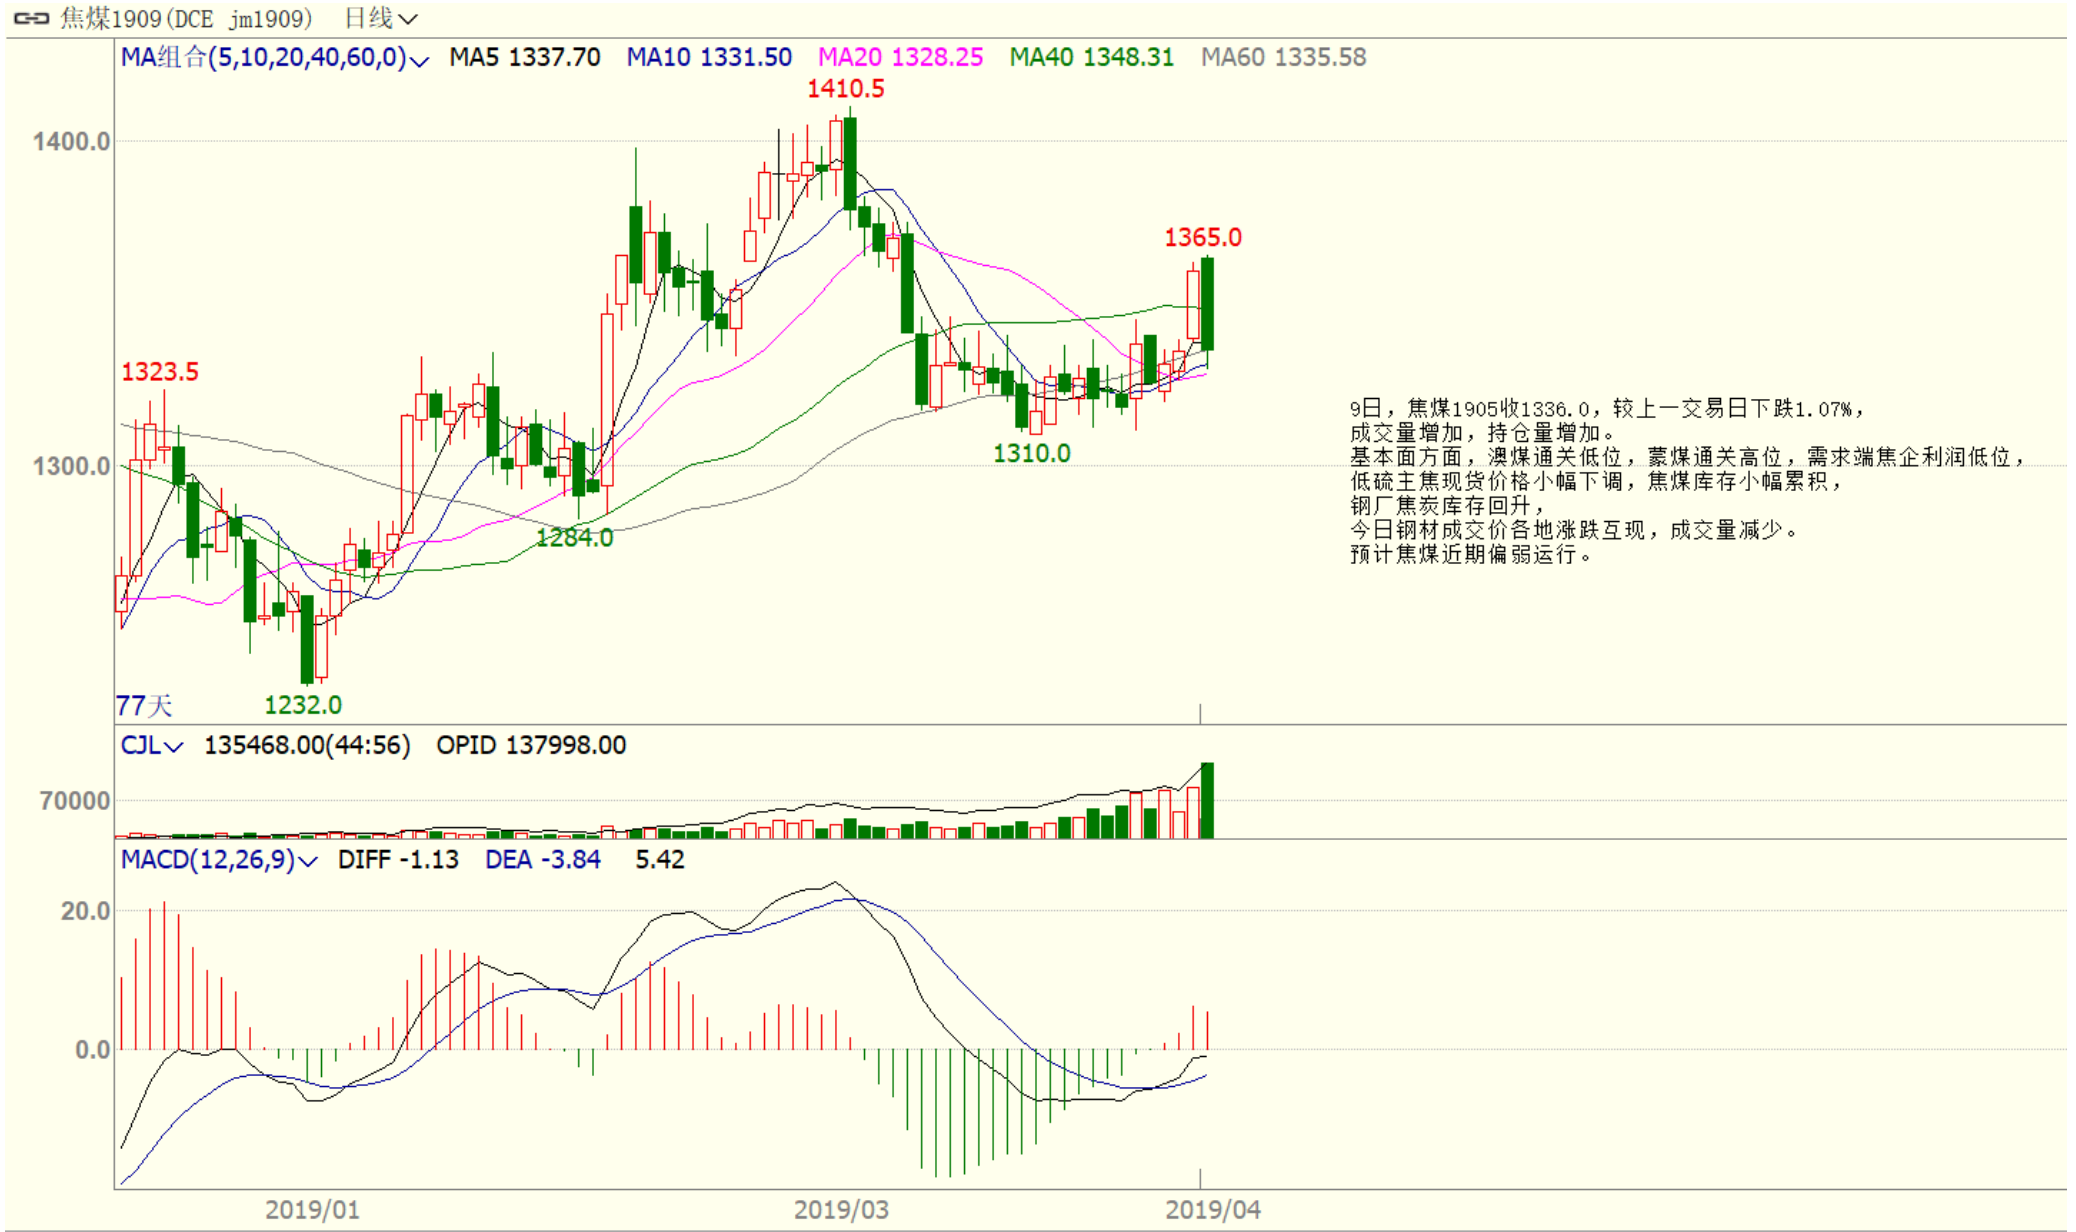 焦煤1909(DCE jm1909) 日线
MA组合(5,10,20,40,60,0) MA5 1337.70 MA10 1331.50 MA20 1328.25 MA40 1348.31 MA60 1335.58
1410.5
1400.0
1365.0
1323.5
9日，焦煤1905收1336.0，较上一交易日下跌1.07%，
成交量增加，持仓量增加。
基本面方面，澳煤通关低位，蒙煤通关高位，需求端焦企利润低位，
低硫主焦现货价格小幅下调，焦煤库存小幅累积，
钢厂焦炭库存回升，
今日钢材成交价各地涨跌互现，成交量减少。
预计焦煤近期偏弱运行。
1310.0
1300.0
1284.0
1232.0
77天
CJL 135468.00(44:56) OPID 137998.00
70000
MACD(12,26,9) DIFF -1.13 DEA -3.84 5.42
20.0
0.0
2019/01 2019/03 2019/04